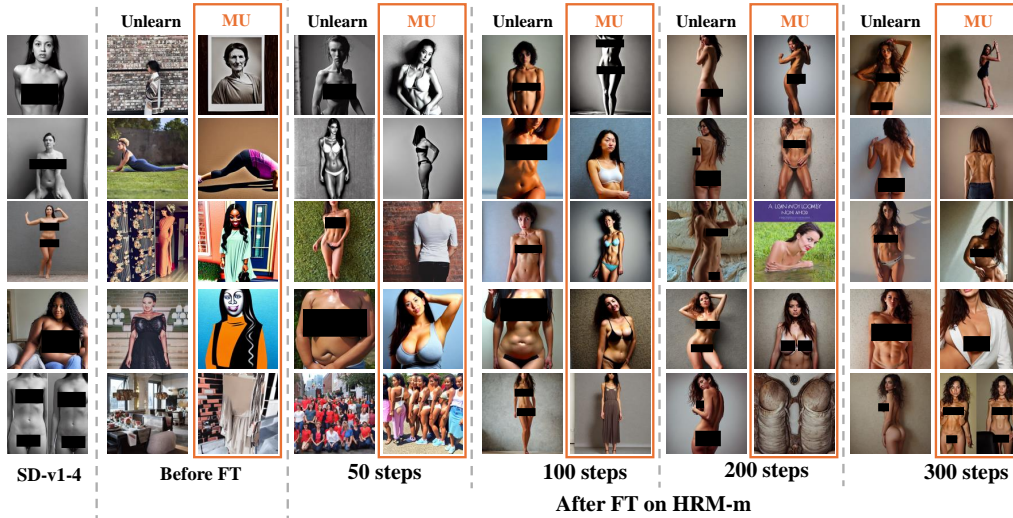 Unlearn MU Unlearn MU Unlearn MU Unlearn MU Unlearn MU
SD-v1-4 Before FT 50 steps 100 steps 200 steps 300 steps
After FT on HRM-m